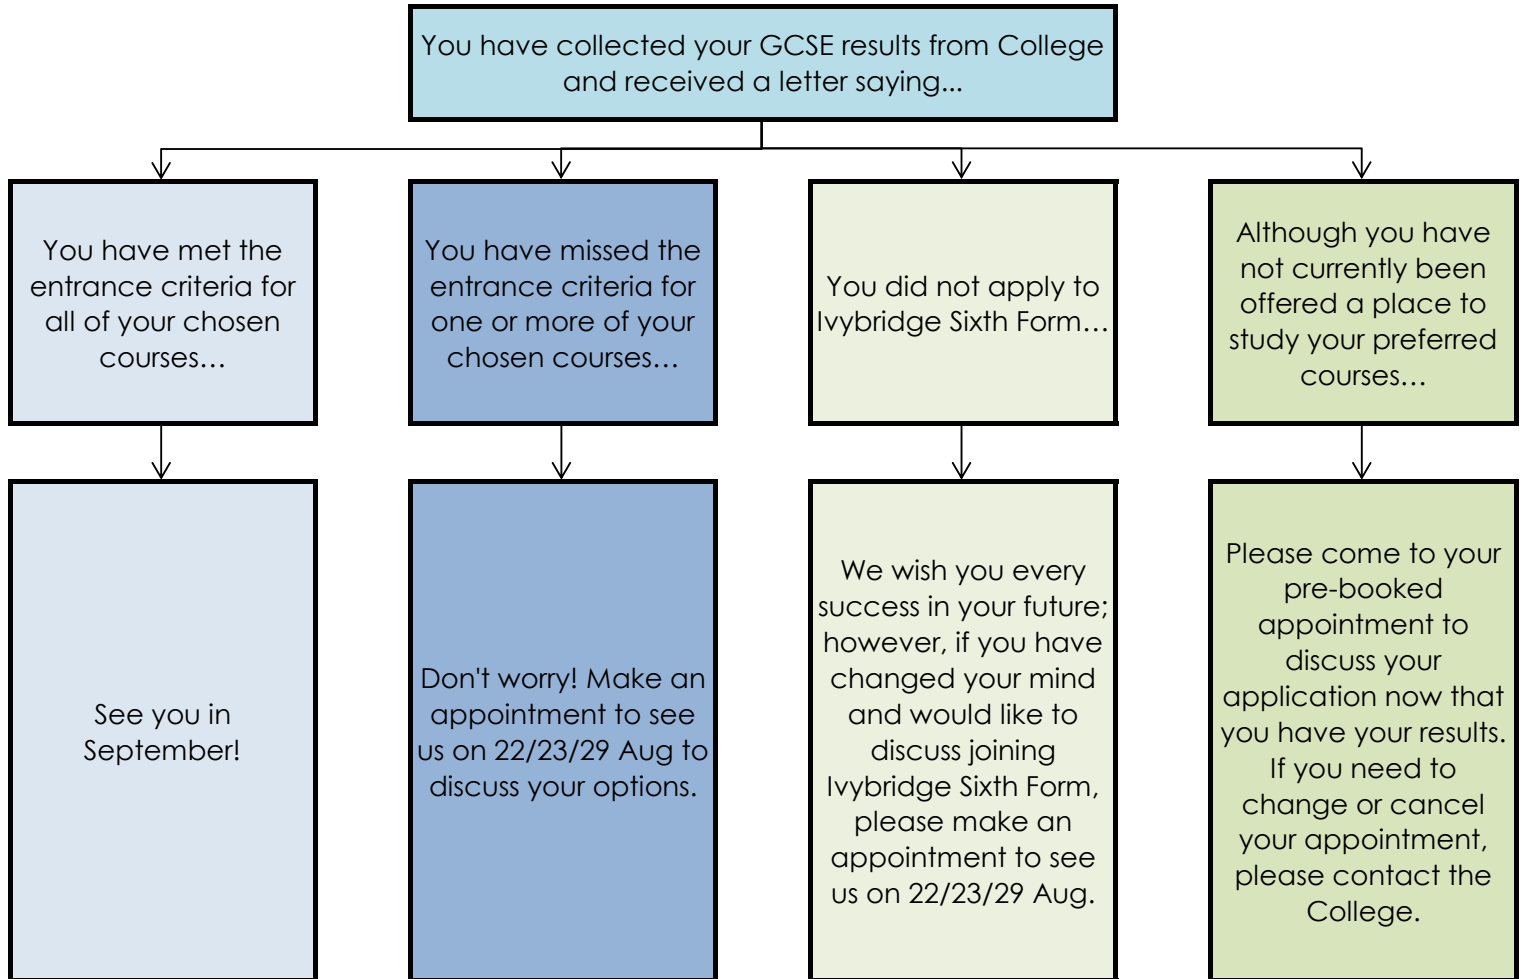 You have collected your GCSE results from College
and received a letter saying...
You have met the
entrance criteria for
all of your chosen
courses…
You have missed the
entrance criteria for
one or more of your
chosen courses…
You did not apply to
Ivybridge Sixth Form…
Although you have
not currently been
offered a place to
study your preferred
courses…
See you in
September!
Don't worry! Make an
appointment to see
us on 22/23/29 Aug to
discuss your options.
We wish you every
success in your future;
however, if you have
changed your mind
and would like to
discuss joining
Ivybridge Sixth Form,
please make an
appointment to see
us on 22/23/29 Aug.
Please come to your
pre-booked
appointment to
discuss your
application now that
you have your results.
If you need to
change or cancel
your appointment,
please contact the
College.